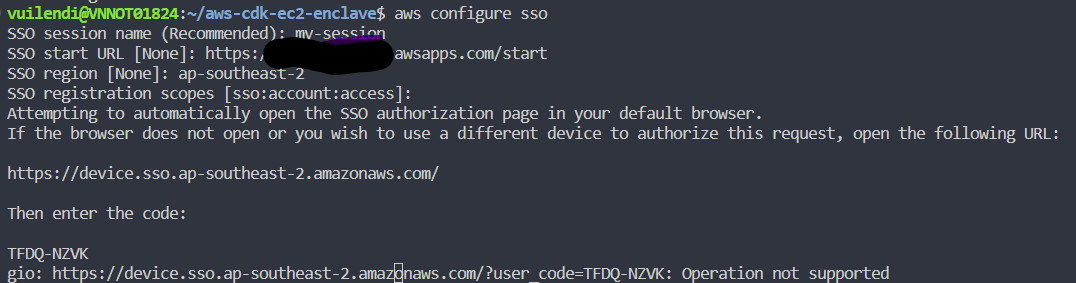 vuilendi@VNNOT01824:~/aws-cdk-ec2-enclave$ aws configure sso
SSO session name (Recommended): my-session
SSO start URL [None]: https:/ awsapps.com/start
SSO region [None]: ap-southeast-2
SSO registration scopes [sso:account:access]:
Attempting to automatically open the SSO authorization page in your default browser.
If the browser does not open or you wish to use a different device to authorize this request, open the following URL:
https://device.sso.ap-southeast-2.amazonaws.com/
Then enter the code:
TFDQ-NZVK
gio: https://device.sso.ap-southeast-2.amazonaws.com/?user_code=TFDQ-NZVK: Operation not supported